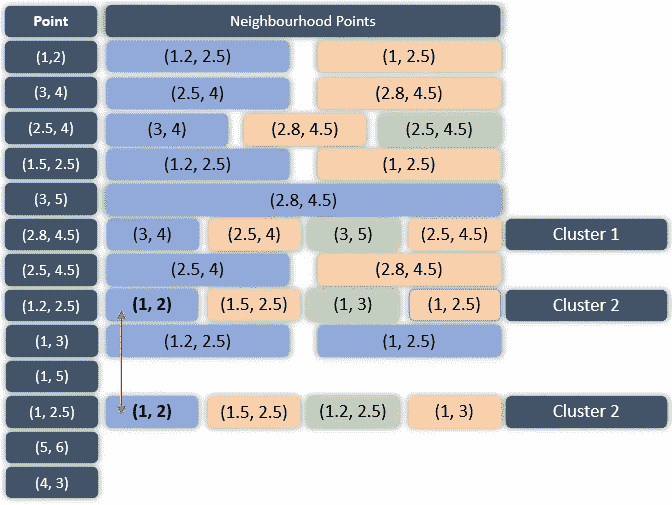 Point Neighbourhood Points
(1,2) (1.2, 2.5) (1, 2.5)
(3, 4) (2.5, 4) (2.8, 4.5)
(2.5, 4) (3, 4) (2.8, 4.5) (2.5, 4.5)
(1.5, 2.5) (1.2, 2.5) (1, 2.5)
(3, 5) (2.8, 4.5)
(2.8, 4.5) (3, 4) (2.5, 4) (3, 5) (2.5, 4.5) Cluster 1
(2.5, 4.5) (2.5, 4) (2.8, 4.5)
(1.2, 2.5) (1, 2) (1.5, 2.5) (1, 3) (1, 2.5) Cluster 2
(1, 3) (1.2, 2.5) (1, 2.5)
(1, 5)
(1, 2.5) (1, 2) (1.5, 2.5) (1.2, 2.5) (1, 3) Cluster 2
(5, 6)
(4, 3)